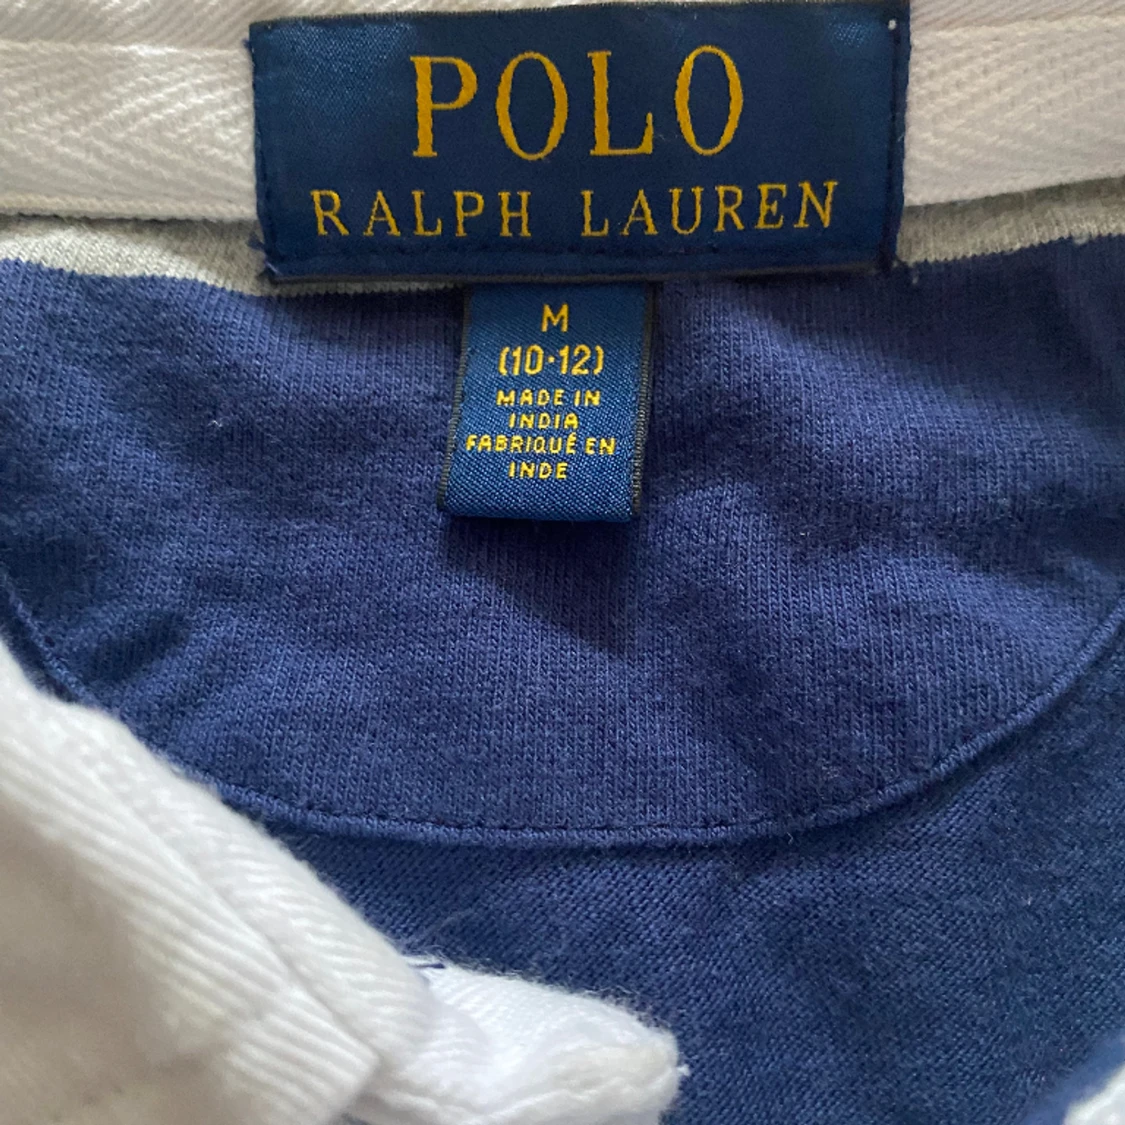 POLO
RALPH LAUREN
M
(10·12)
MADE IN
INDIA
FABRIQUÉ EN
INDE